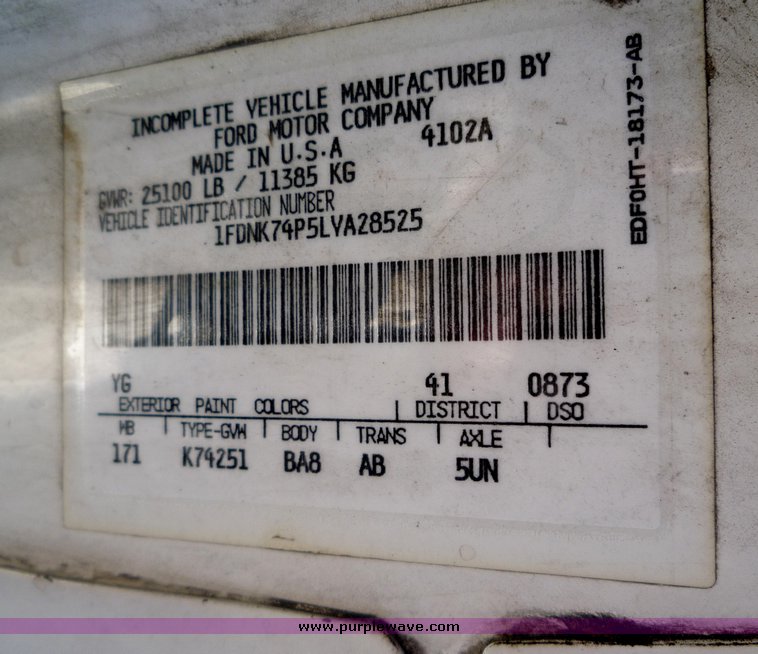 INCOMPLETE VEHICLE MANUFACTURED BY
FORD MOTOR COMPANY
MADE IN U.S.A 4102A
GVWR: 25100 LB / 11385 KG
VEHICLE IDENTIFICATION NUMBER
1FDNK74P5LVA28525
EDFOHT-18173-AB
YG 41 0873
EXTERIOR PAINT COLORS DISTRICT DSO
WB TYPE-GVW BODY TRANS AXLE
171 K74251 BA8 AB 5UN
www.purplewave.com